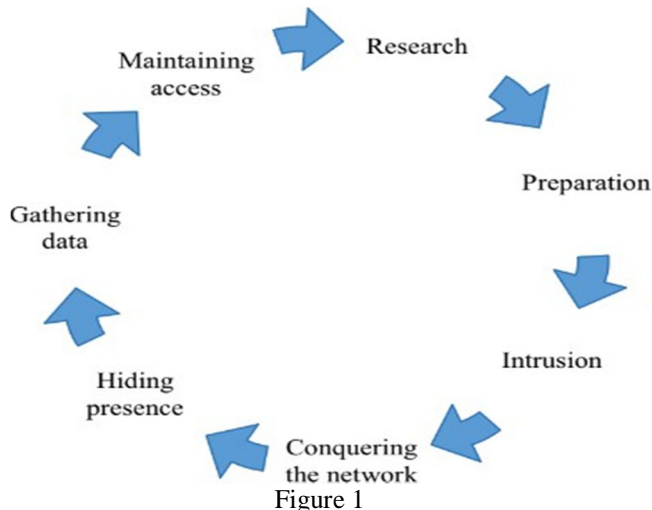 Research
Preparation
Intrusion
Conquering
the network
Hiding
presence
Gathering
data
Maintaining
access
Figure 1